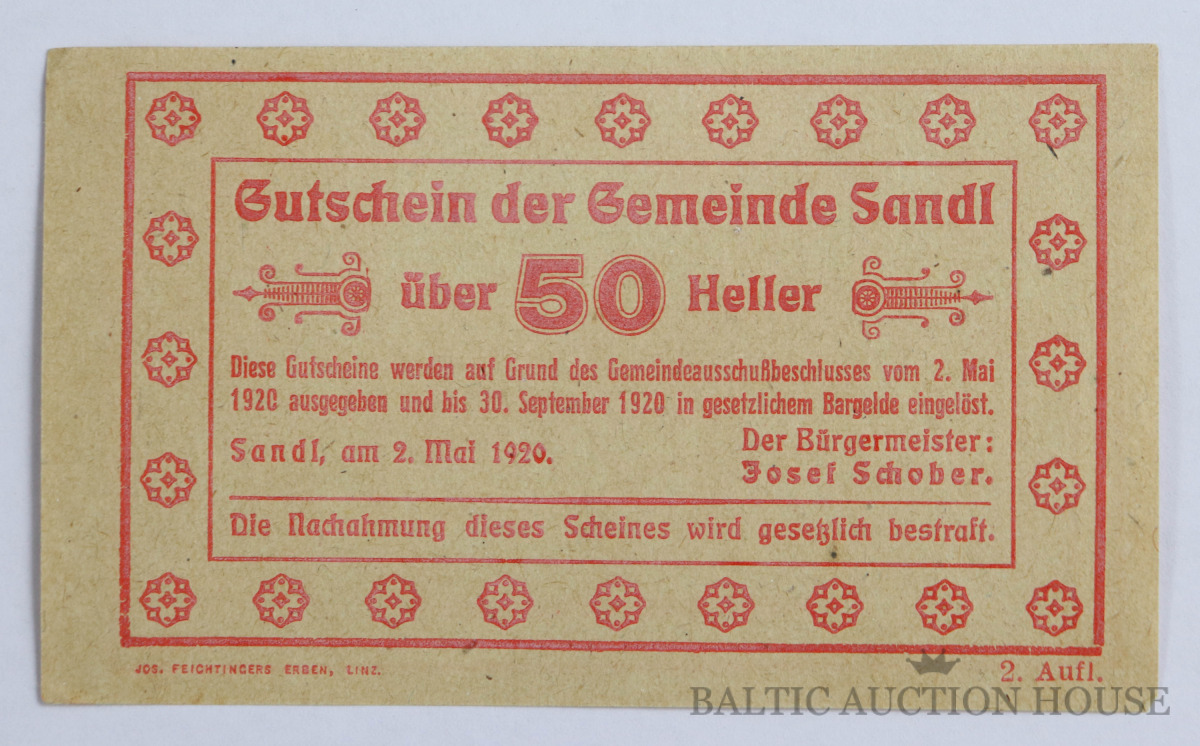 Gutschein der Gemeinde Sandl
über 50 Heller
Diese Gutscheine werden auf Grund des Gemeindeausschußbeschlusses vom 2. Mai
1920 ausgegeben und bis 30. September 1920 in gesetzlichem Bargelde eingelöst.
Sandl, am 2. Mai 1920.
Der Bürgermeister:
Josef Schober.
Die Nachahmung dieses Scheines wird gesetzlich bestraft.
JOS. FEICHTINGERS ERBEN, LINZ.
2. Aufl.
BALTIC AUCTION HOUSE